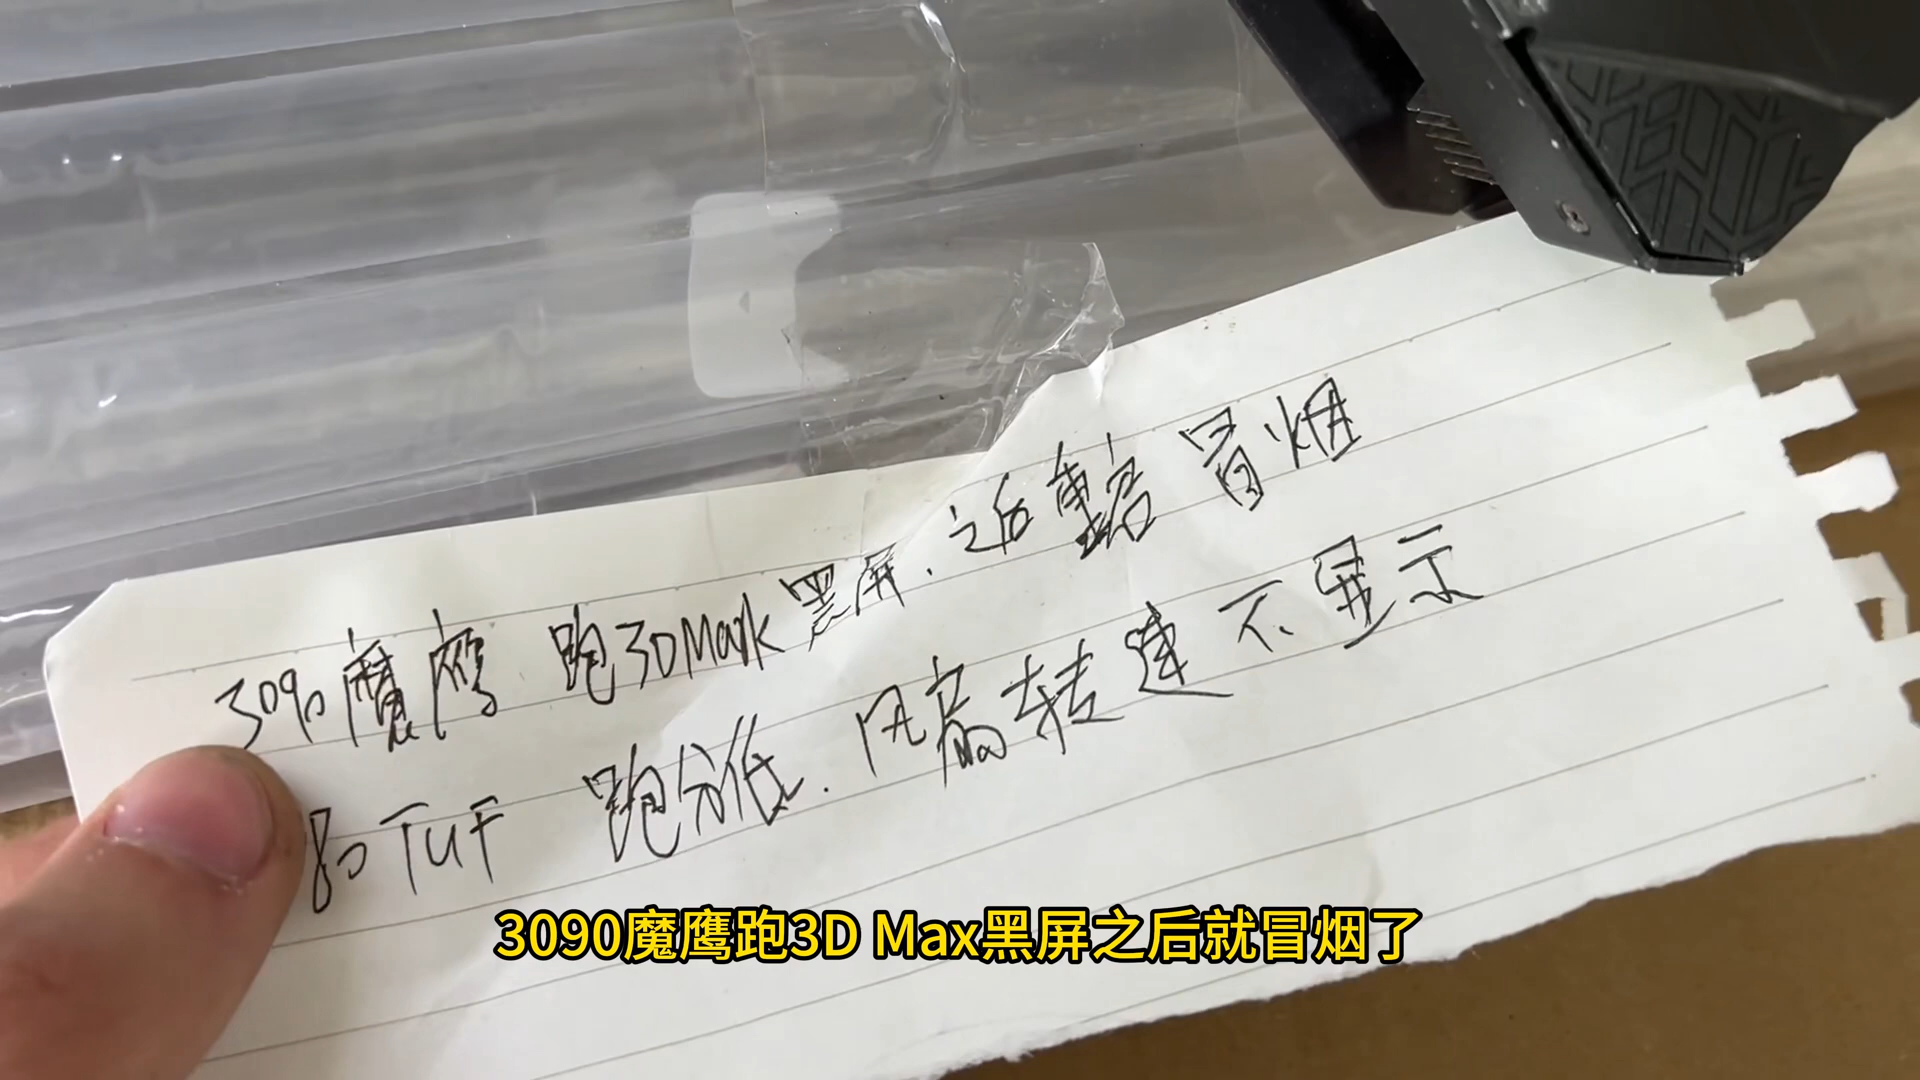 3090魔鹰 跑3DMark黑屏.之后重启冒烟
80 TUF 跑分低.风扇转速不显示
3090魔鹰跑3D Max黑屏之后就冒烟了